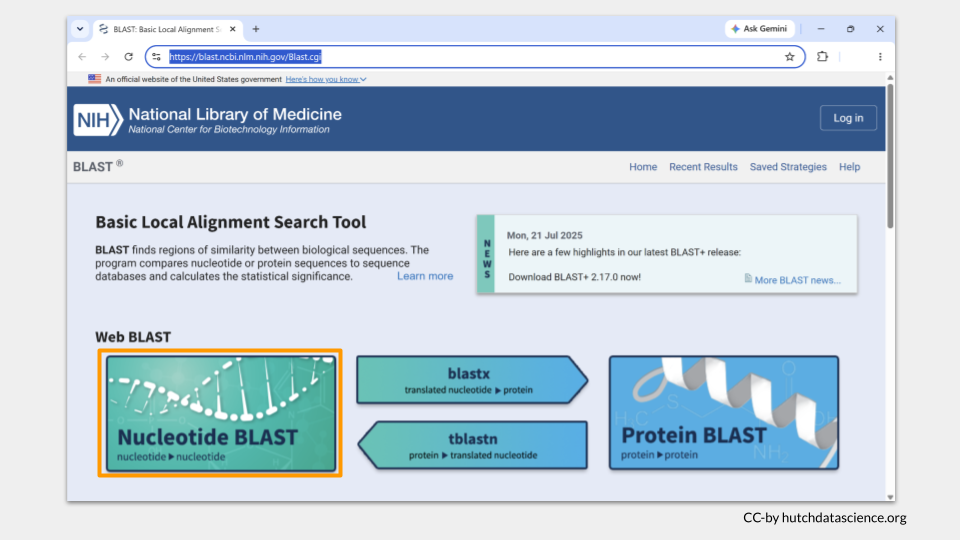 BLAST: Basic Local Alignment S
Ask Gemini
https://blast.ncbi.nlm.nih.gov/Blast.cgi
An official website of the United States government Here's how you know
NIH
National Library of Medicine
National Center for Biotechnology Information
Log in
BLAST ®
Home Recent Results Saved Strategies Help
Basic Local Alignment Search Tool
BLAST finds regions of similarity between biological sequences. The
program compares nucleotide or protein sequences to sequence
databases and calculates the statistical significance.
Learn more
NEWS
Mon, 21 Jul 2025
Here are a few highlights in our latest BLAST+ release:
Download BLAST+ 2.17.0 now!
More BLAST news...
Web BLAST
Nucleotide BLAST
nucleotide ▶ nucleotide
blastx
translated nucleotide ▶ protein
tblastn
protein ▶ translated nucleotide
H₃C
S
O
OH
NH₂
Protein BLAST
protein ▶ protein
CC-by hutchdatascience.org